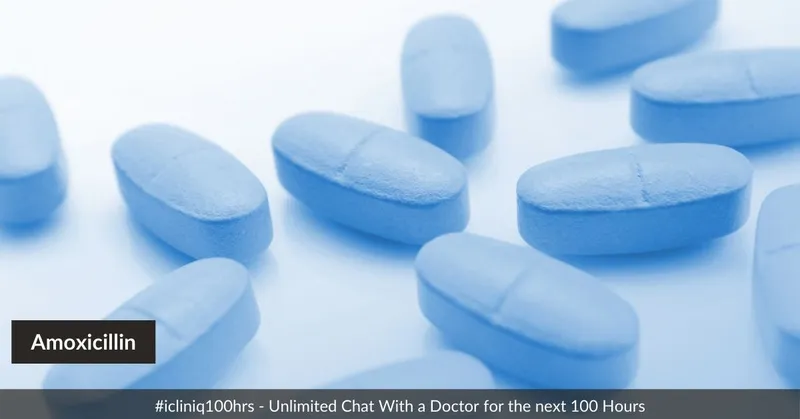 Amoxicillin
#icliniq100hrs - Unlimited Chat With a Doctor for the next 100 Hours